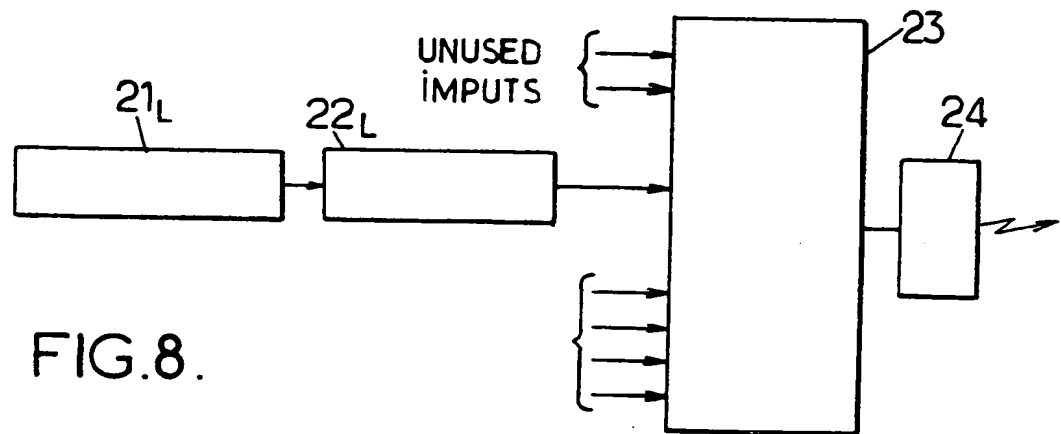 UNUSED
iMPUTS
23
21L
22L
24
FIG.8.